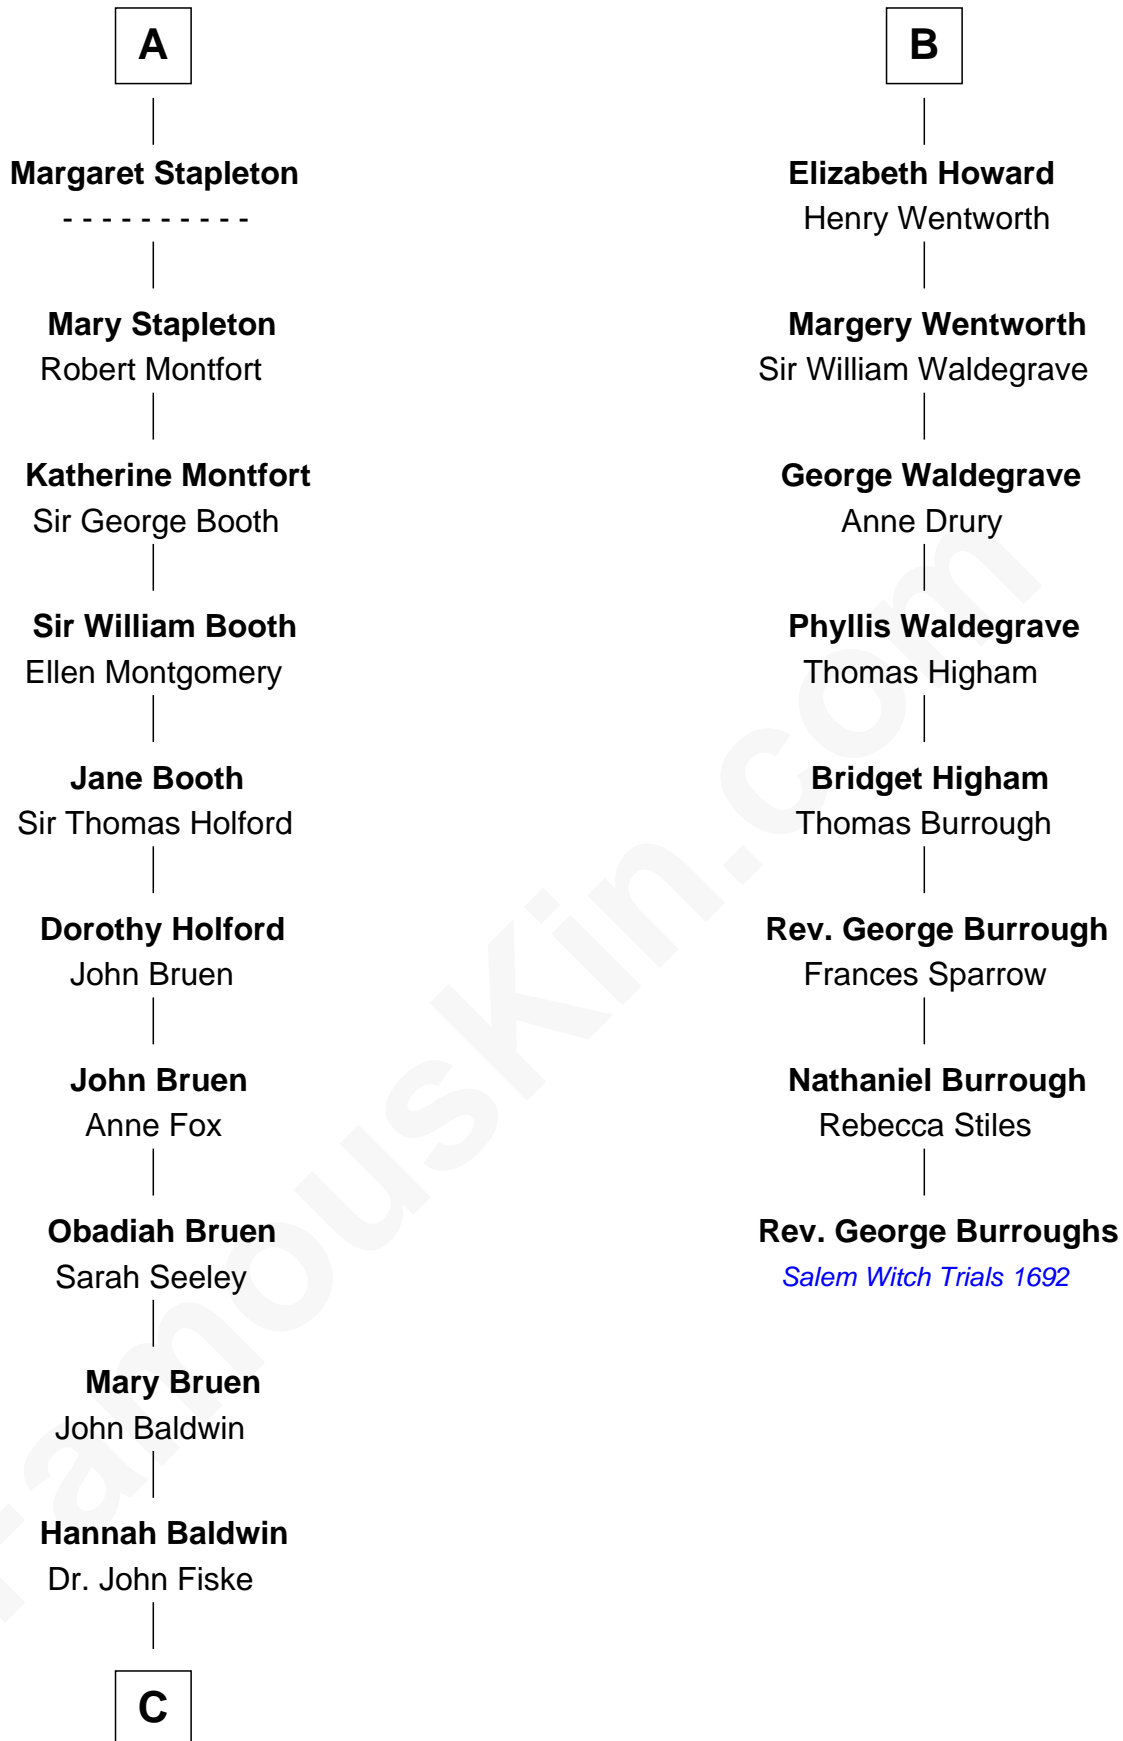 A
Margaret Stapleton
- - - - - - - - - -
Mary Stapleton
Robert Montfort
Katherine Montfort
Sir George Booth
Sir William Booth
Ellen Montgomery
Jane Booth
Sir Thomas Holford
Dorothy Holford
John Bruen
John Bruen
Anne Fox
Obadiah Bruen
Sarah Seeley
Mary Bruen
John Baldwin
Hannah Baldwin
Dr. John Fiske
C
B
Elizabeth Howard
Henry Wentworth
Margery Wentworth
Sir William Waldegrave
George Waldegrave
Anne Drury
Phyllis Waldegrave
Thomas Higham
Bridget Higham
Thomas Burrough
Rev. George Burrough
Frances Sparrow
Nathaniel Burrough
Rebecca Stiles
Rev. George Burroughs
Salem Witch Trials 1692
FamousKin.com